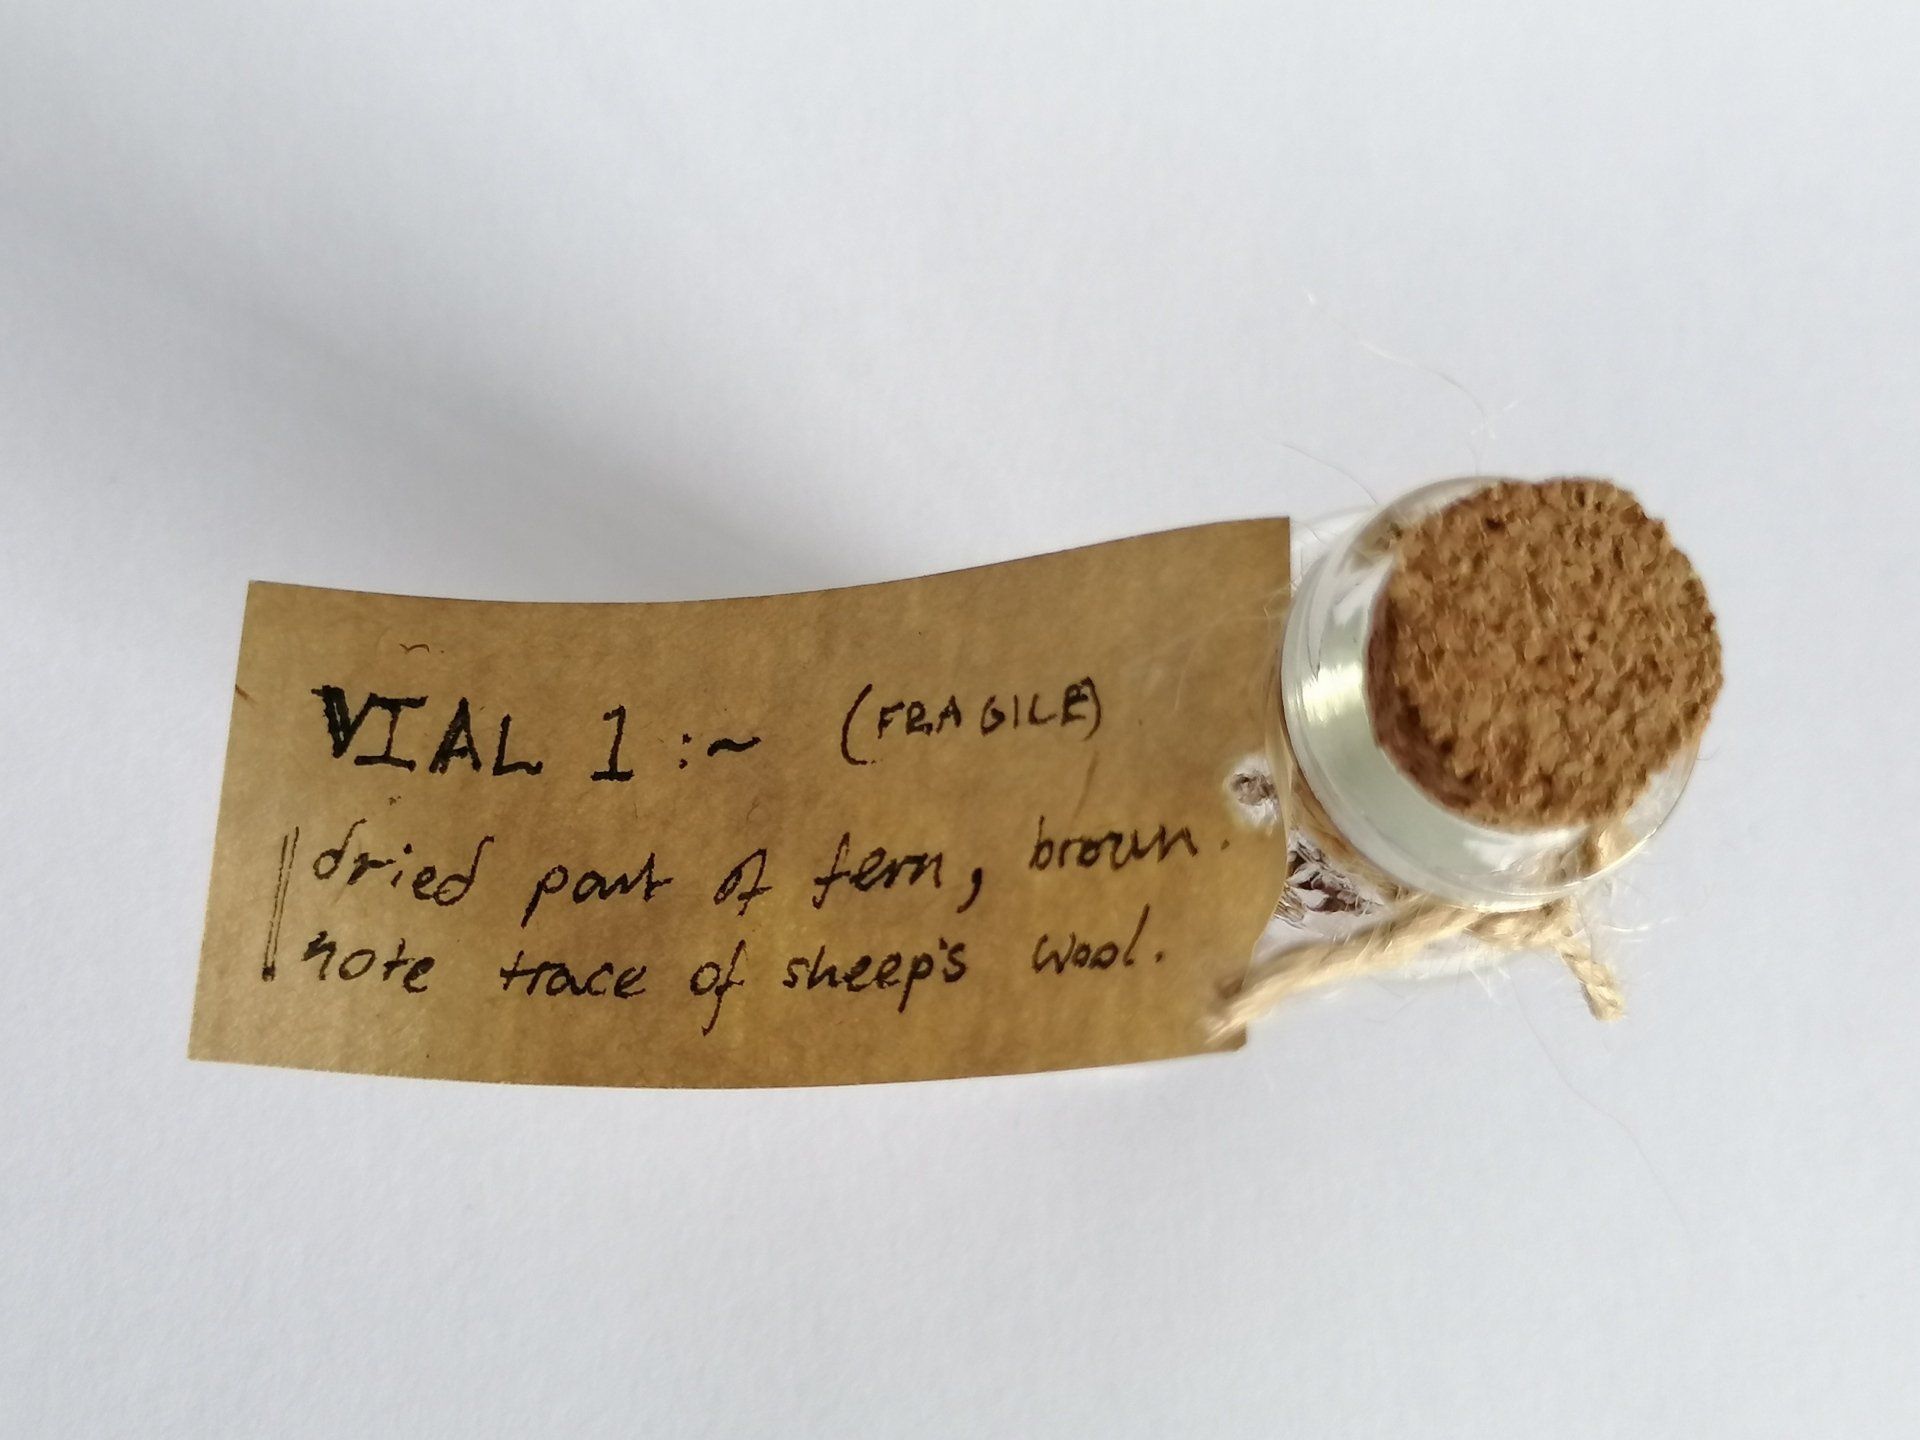 VIAL 1 :~ (FRAGILE)
dried part of fern, brown.
note trace of sheep's wool.